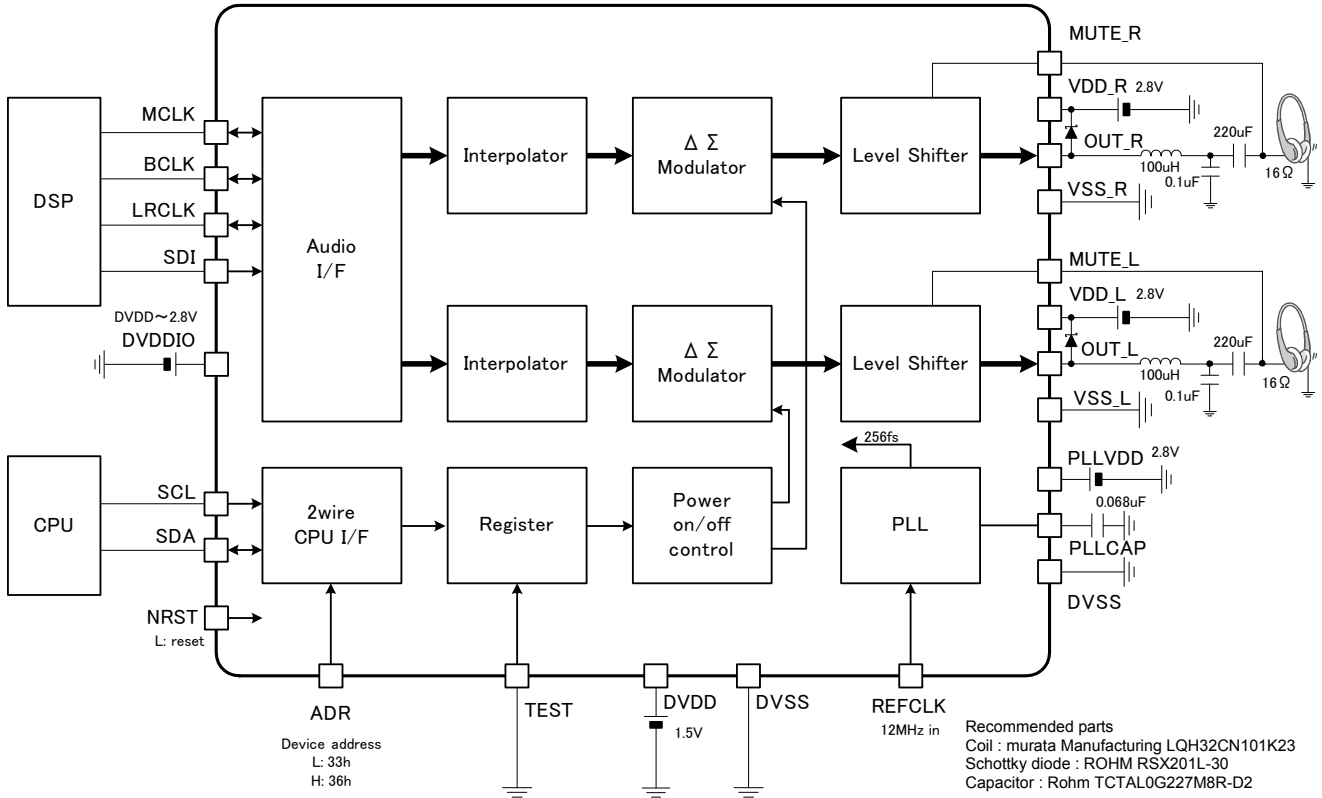 DSP
MCLK
BCLK
LRCLK
SDI
DVDD～2.8V
DVDDIO
CPU
SCL
SDA
NRST
L: reset
Audio
I/F
Interpolator
Δ Σ
Modulator
Level Shifter
Interpolator
Δ Σ
Modulator
Level Shifter
2wire
CPU I/F
Register
Power
on/off
control
256fs
PLL
MUTE_R
VDD_R 2.8V
OUT_R
100uH
0.1uF
220uF
16Ω
VSS_R
MUTE_L
VDD_L 2.8V
OUT_L
100uH
0.1uF
220uF
16Ω
VSS_L
PLLVDD 2.8V
0.068uF
PLLCAP
DVSS
ADR
Device address
L: 33h
H: 36h
TEST
DVDD
1.5V
DVSS
REFCLK
12MHz in
Recommended parts
Coil : murata Manufacturing LQH32CN101K23
Schottky diode : ROHM RSX201L-30
Capacitor : Rohm TCTAL0G227M8R-D2